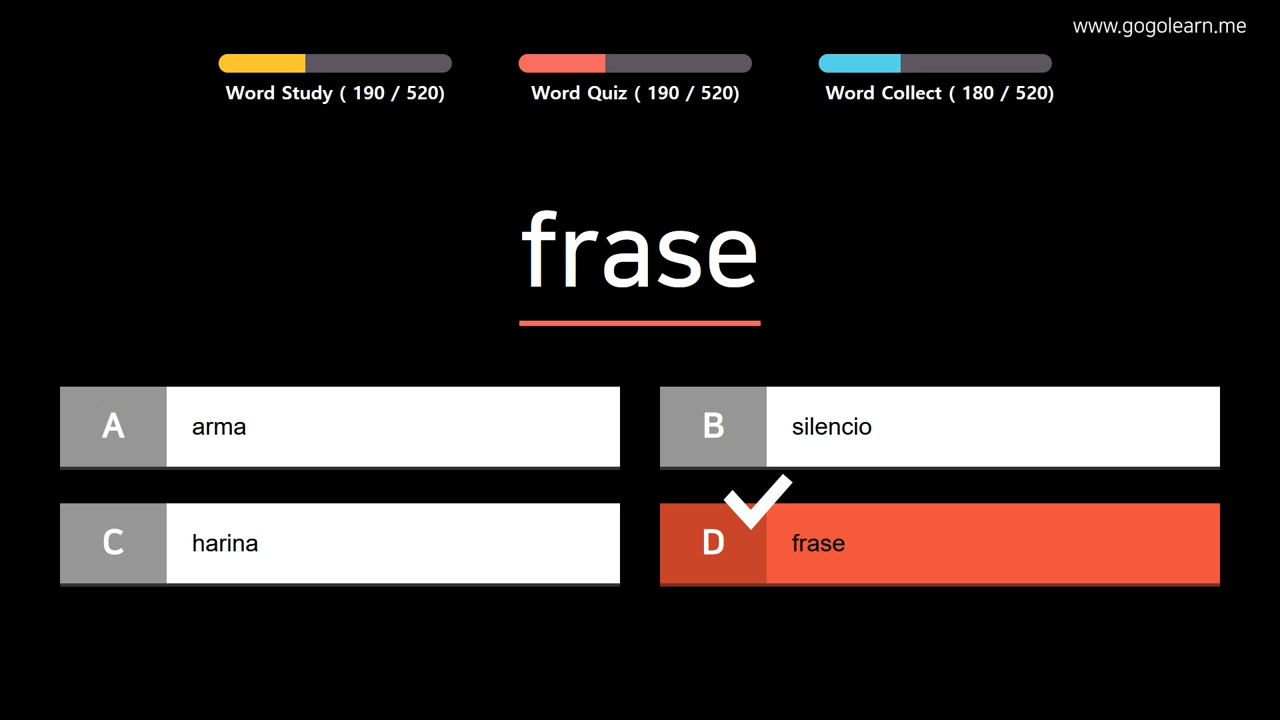 www.gogolearn.me
Word Study ( 190 / 520)
Word Quiz ( 190 / 520)
Word Collect ( 180 / 520)
frase
A arma
B silencio
C harina
D frase